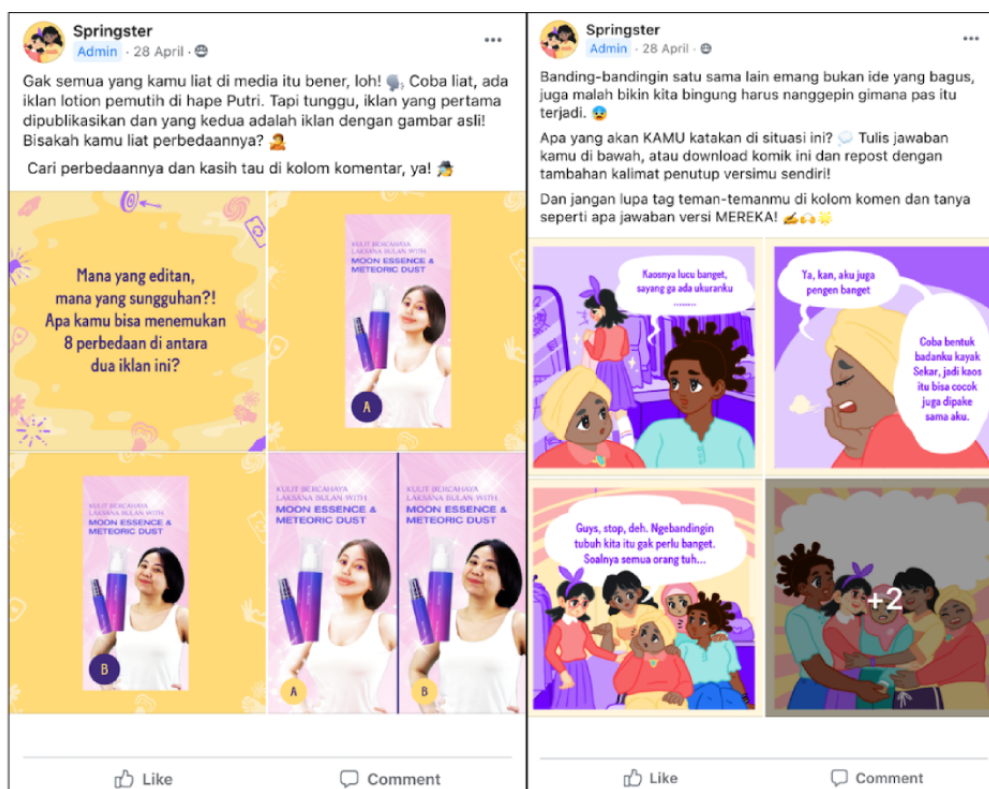 Springster
Admin · 28 April ·
Gak semua yang kamu liat di media itu bener, loh! Coba liat, ada
iklan lotion pemutih di hape Putri. Tapi tunggu, iklan yang pertama
dipublikasikan dan yang kedua adalah iklan dengan gambar asli!
Bisakah kamu liat perbedaannya?
Cari perbedaannya dan kasih tau di kolom komentar, ya!
Mana yang editan,
mana yang sungguhan?!
Apa kamu bisa menemukan
8 perbedaan di antara
dua iklan ini?
KULIT BERCAHAYA
LAKSANA BULAN WITH
MOON ESSENCE &
METEORIC DUST
A
KULIT BERCAHAYA
LAKSANA BULAN WITH
MOON ESSENCE &
METEORIC DUST
B
KULIT BERCAHAYA
LAKSANA BULAN WITH
MOON ESSENCE &
METEORIC DUST
A
KULIT BERCAHAYA
LAKSANA BULAN WITH
MOON ESSENCE &
METEORIC DUST
B
Like
Comment
Springster
Admin · 28 April ·
Banding-bandingin satu sama lain emang bukan ide yang bagus,
juga malah bikin kita bingung harus nanggepin gimana pas itu
terjadi.
Apa yang akan KAMU katakan di situasi ini? Tulis jawaban
kamu di bawah, atau download komik ini dan repost dengan
tambahan kalimat penutup versimu sendiri!
Dan jangan lupa tag teman-temanmu di kolom komen dan tanya
seperti apa jawaban versi MEREKA!
Kaosnya lucu banget,
sayang ga ada ukuranku
........
Ya, kan, aku juga
pengen banget
Coba bentuk
badanku kayak
Sekar, jadi kaos
itu bisa cocok
juga dipake
sama aku.
Guys, stop, deh. Ngebandingin
tubuh kita itu gak perlu banget.
Soalnya semua orang tuh...
+2
Like
Comment